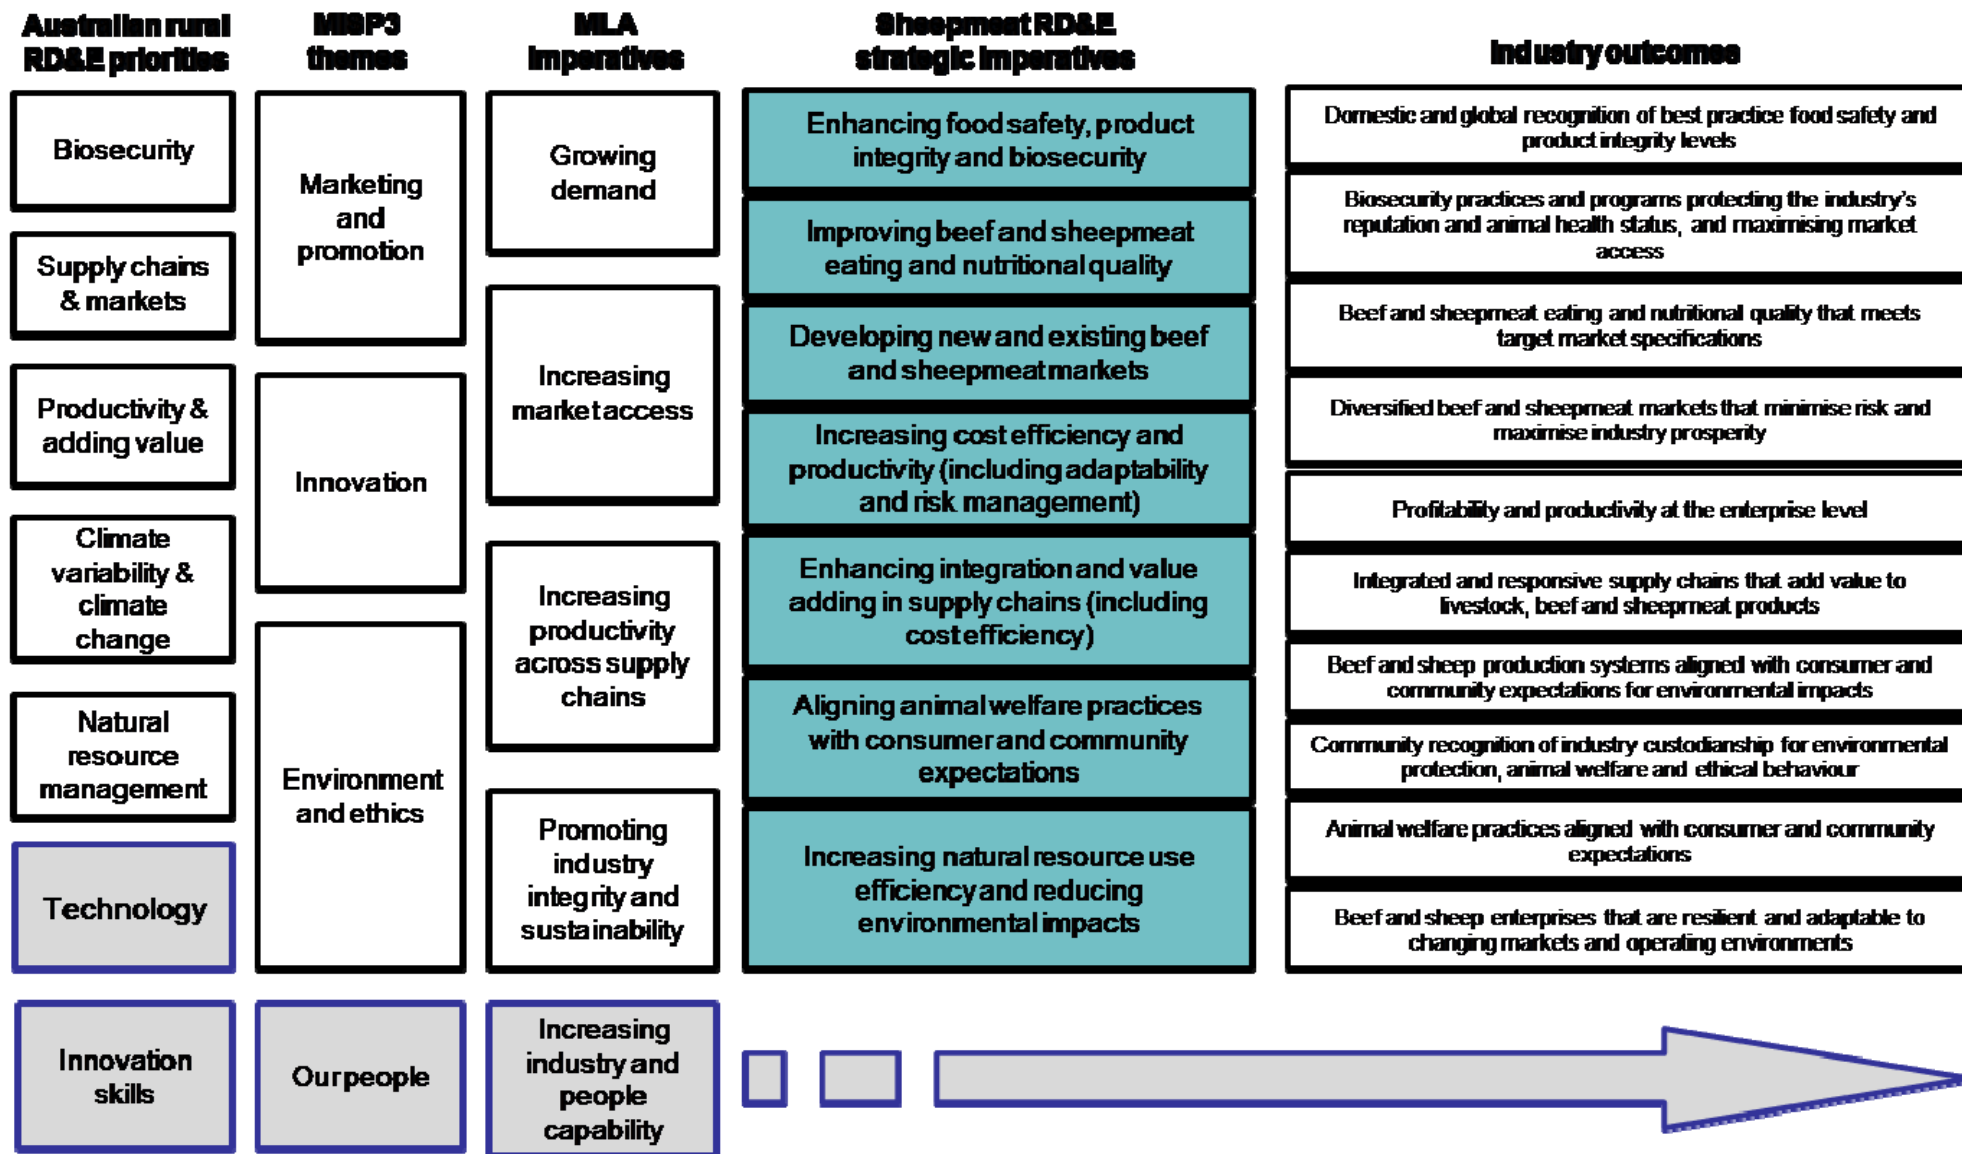 Australian rural
RD&E priorities
MISP3
themes
MLA
imperatives
Sheepmeat RD&E
strategic imperatives
Industry outcomes
Biosecurity
Supply chains
& markets
Productivity &
adding value
Climate
variability &
climate
change
Natural
resource
management
Technology
Innovation
skills
Marketing
and
promotion
Innovation
Environment
and ethics
Our people
Growing
demand
Increasing
market access
Increasing
productivity
across supply
chains
Promoting
industry
integrity and
sustainability
Increasing
industry and
people
capability
Enhancing food safety, product
integrity and biosecurity
Improving beef and sheepmeat
eating and nutritional quality
Developing new and existing beef
and sheepmeat markets
Increasing cost efficiency and
productivity (including adaptability
and risk management)
Enhancing integration and value
adding in supply chains (including
cost efficiency)
Aligning animal welfare practices
with consumer and community
expectations
Increasing natural resource use
efficiency and reducing
environmental impacts
Domestic and global recognition of best practice food safety and
product integrity levels
Biosecurity practices and programs protecting the industry's
reputation and animal health status, and maximising market
access
Beef and sheepmeat eating and nutritional quality that meets
target market specifications
Diversified beef and sheepmeat markets that minimise risk and
maximise industry prosperity
Profitability and productivity at the enterprise level
Integrated and responsive supply chains that add value to
livestock, beef and sheepmeat products
Beef and sheep production systems aligned with consumer and
community expectations for environmental impacts
Community recognition of industry custodianship for environmental
protection, animal welfare and ethical behaviour
Animal welfare practices aligned with consumer and community
expectations
Beef and sheep enterprises that are resilient and adaptable to
changing markets and operating environments